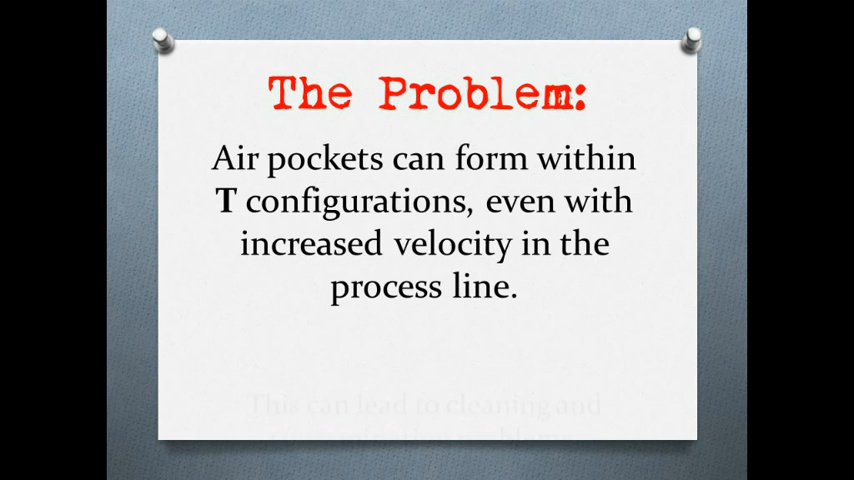 The Problem:
Air pockets can form within
T configurations, even with
increased velocity in the
process line.
This can lead to cleaning and